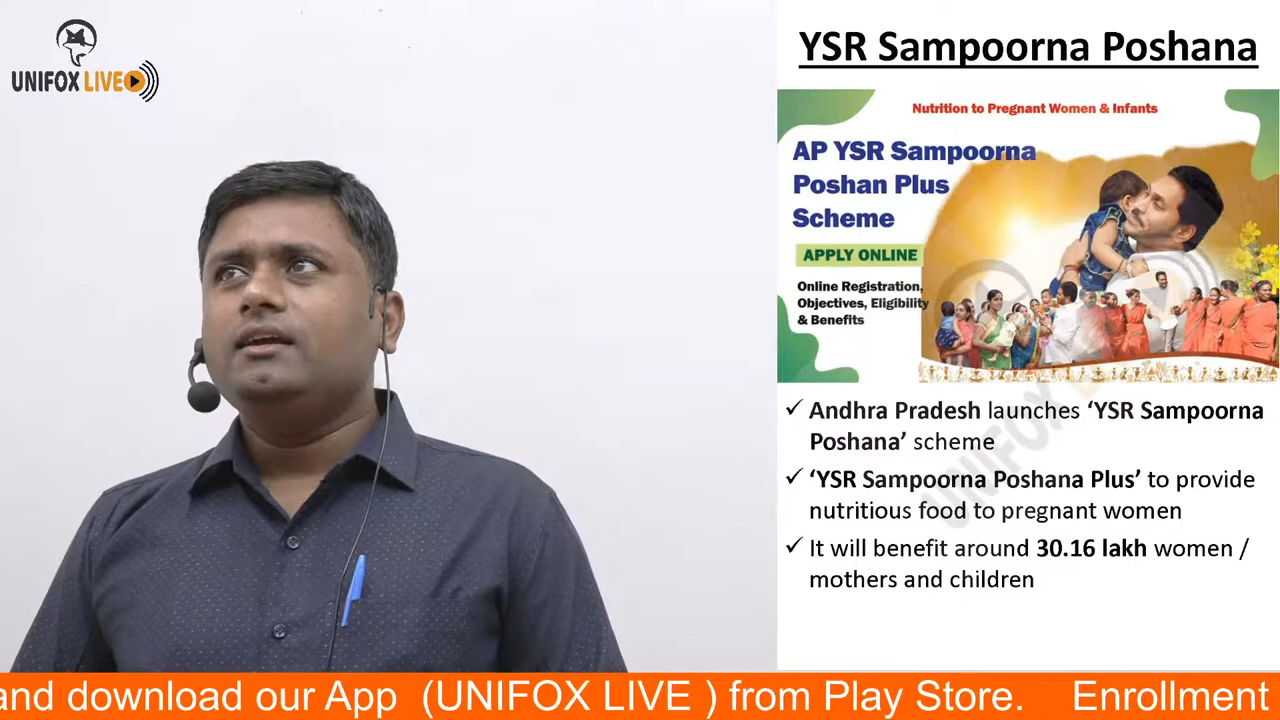 UNIFOX LIVE
YSR Sampoorna Poshana
Nutrition to Pregnant Women & Infants
AP YSR Sampoorna
Poshan Plus
Scheme
APPLY ONLINE
Online Registration,
Objectives, Eligibility
& Benefits
✓ Andhra Pradesh launches ‘YSR Sampoorna
Poshana’ scheme
✓ ‘YSR Sampoorna Poshana Plus’ to provide
nutritious food to pregnant women
✓ It will benefit around 30.16 lakh women /
mothers and children
UNIFOX
and download our App (UNIFOX LIVE ) from Play Store. Enrollment